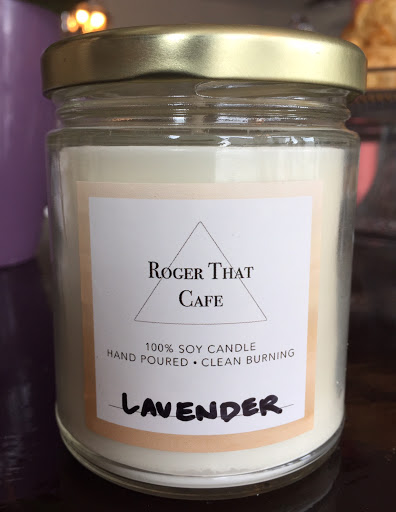 ROGER THAT
CAFE
100% SOY CANDLE
HAND POURED • CLEAN BURNING
LAVENDER